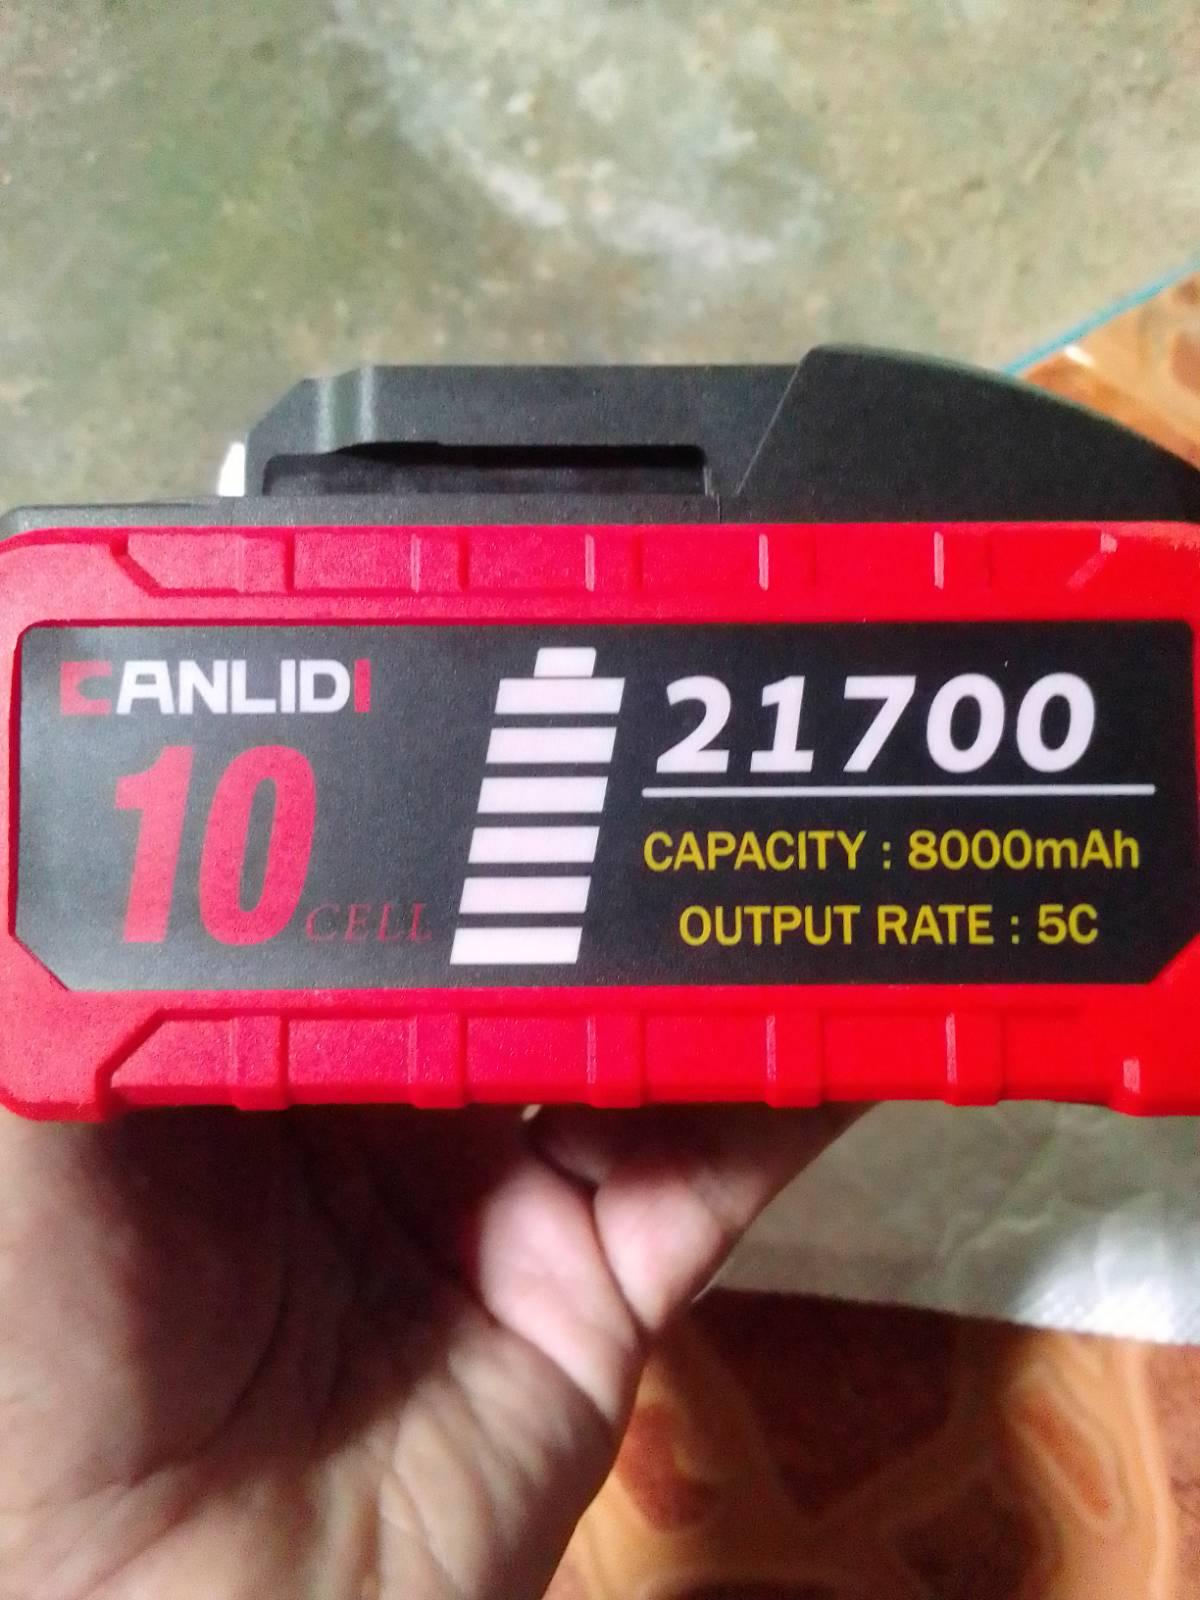 CANLIDI
10 CELL
21700
CAPACITY : 8000mAh
OUTPUT RATE : 5C